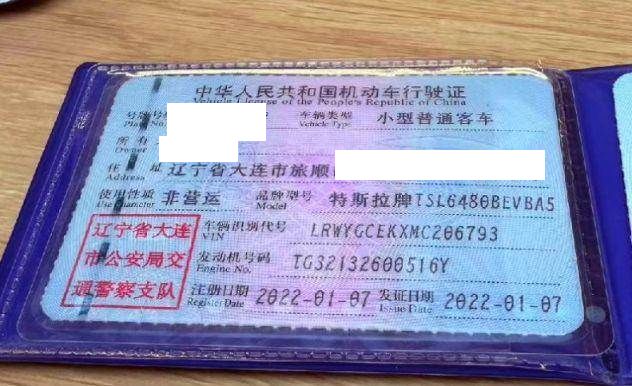 中华人民共和国机动车行驶证
Vehicle License of the People's Republic of China
号牌号码 车辆类型 小型普通客车
Plate No. Vehicle Type
所有
Owner
住 址 辽宁省大连市旅顺
使用性质 非营运 品牌型号 特斯拉牌TSL6480BEVBA5
Use Character Model
辽宁省大连 车辆识别代号 LRWYGCEKXMC206793
VIN
市公安局交 发动机号码 TG32132600516Y
Engine No.
通警察支队 注册日期 2022-01-07 发证日期 2022-01-07
Register Date Issue Date